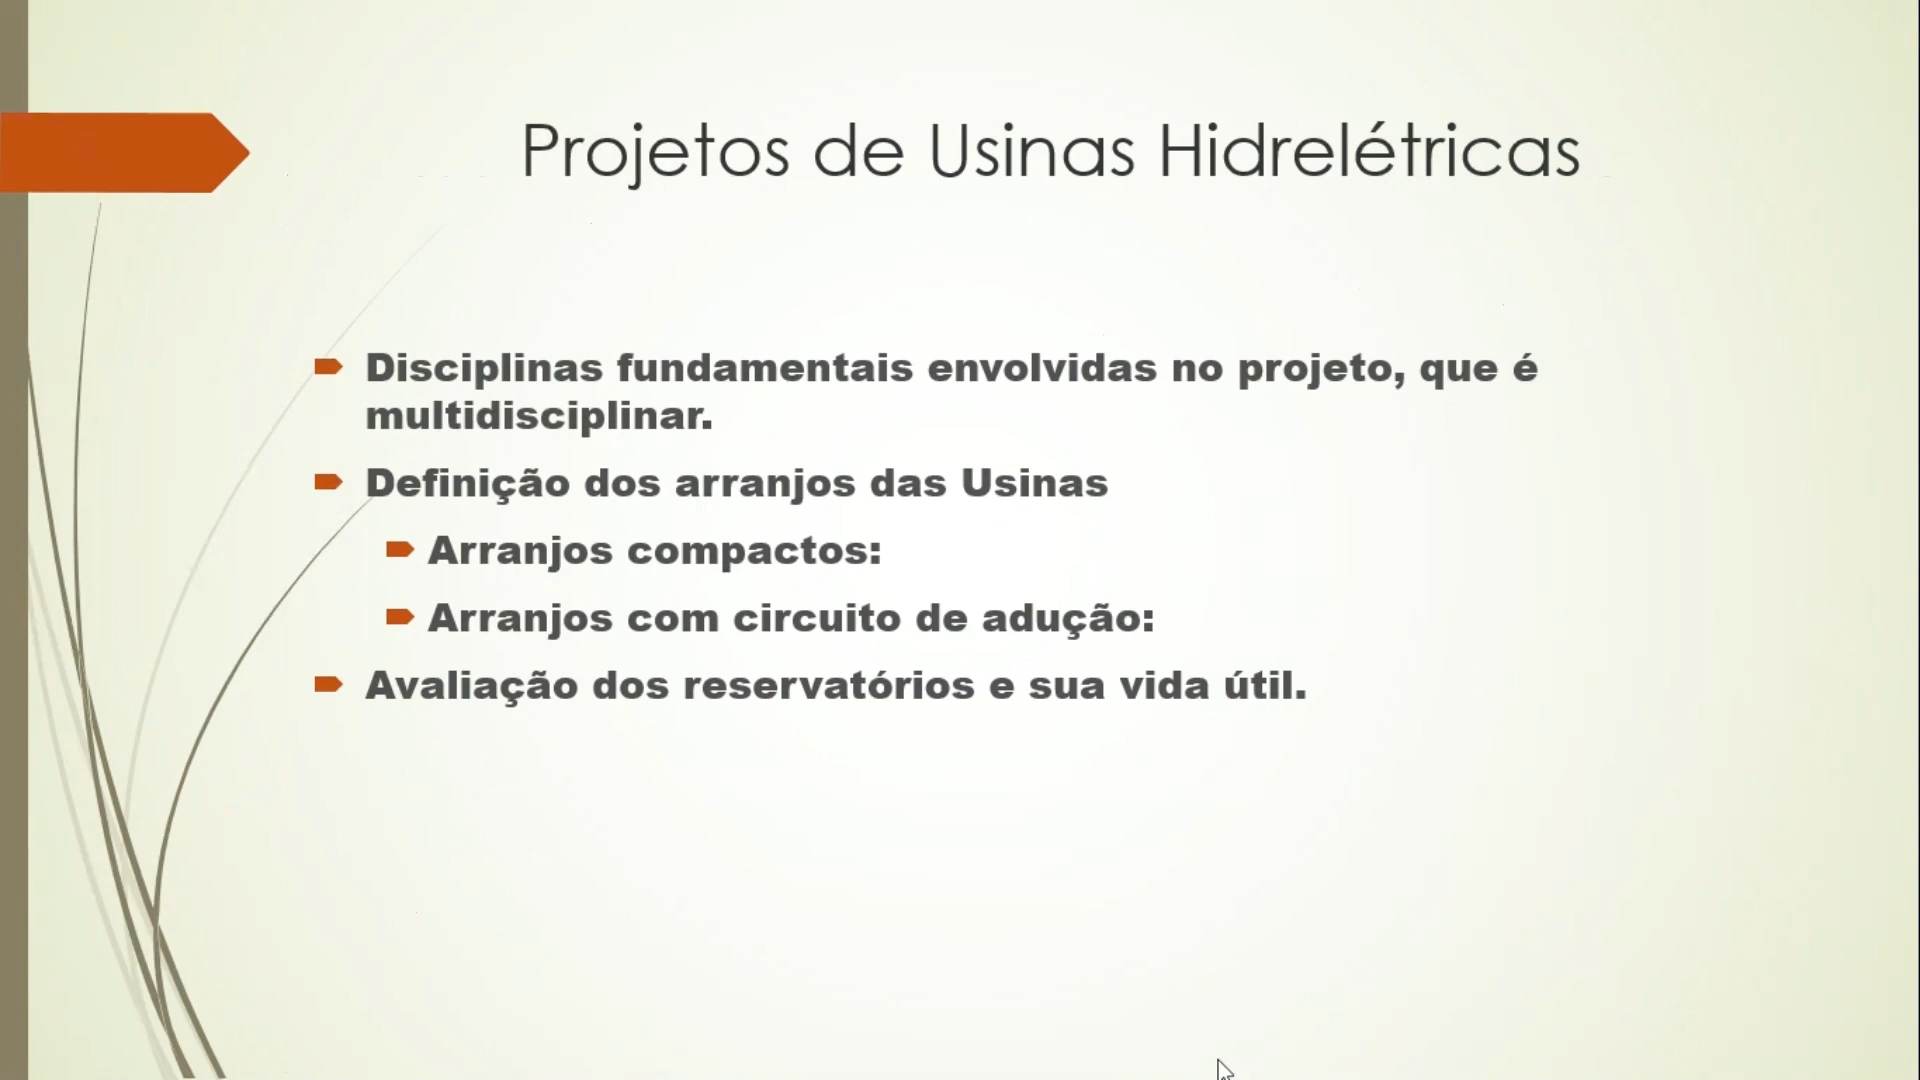 Projetos de Usinas Hidrelétricas
Disciplinas fundamentais envolvidas no projeto, que é
multidisciplinar.
Definição dos arranjos das Usinas
Arranjos compactos:
Arranjos com circuito de adução:
Avaliação dos reservatórios e sua vida útil.